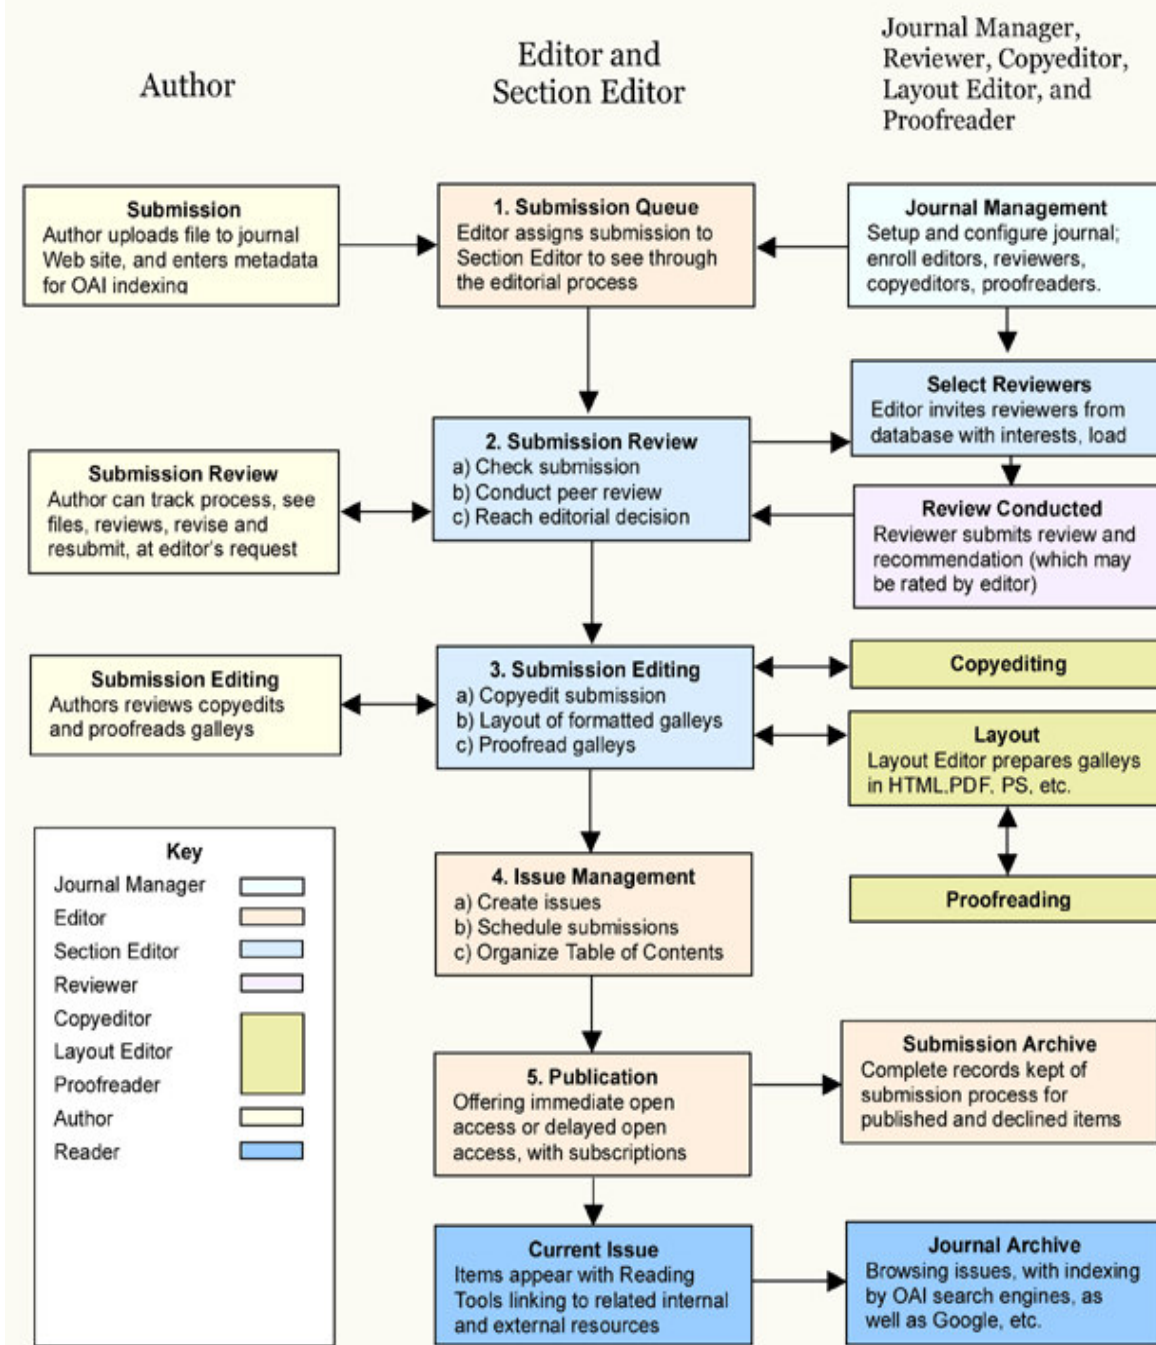 Author
Editor and
Section Editor
Journal Manager,
Reviewer, Copyeditor,
Layout Editor, and
Proofreader
Submission
Author uploads file to journal
Web site, and enters metadata
for OAI indexing
1. Submission Queue
Editor assigns submission to
Section Editor to see through
the editorial process
Journal Management
Setup and configure journal;
enroll editors, reviewers,
copyeditors, proofreaders.
Select Reviewers
Editor invites reviewers from
database with interests, load
Submission Review
Author can track process, see
files, reviews, revise and
resubmit, at editor's request
2. Submission Review
a) Check submission
b) Conduct peer review
c) Reach editorial decision
Review Conducted
Reviewer submits review and
recommendation (which may
be rated by editor)
Submission Editing
Authors reviews copyedits
and proofreads galleys
3. Submission Editing
a) Copyedit submission
b) Layout of formatted galleys
c) Proofread galleys
Copyediting
Layout
Layout Editor prepares galleys
in HTML,PDF, PS, etc.
Proofreading
Key
Journal Manager
Editor
Section Editor
Reviewer
Copyeditor
Layout Editor
Proofreader
Author
Reader
4. Issue Management
a) Create issues
b) Schedule submissions
c) Organize Table of Contents
5. Publication
Offering immediate open
access or delayed open
access, with subscriptions
Submission Archive
Complete records kept of
submission process for
published and declined items
Current Issue
Items appear with Reading
Tools linking to related internal
and external resources
Journal Archive
Browsing issues, with indexing
by OAI search engines, as
well as Google, etc.